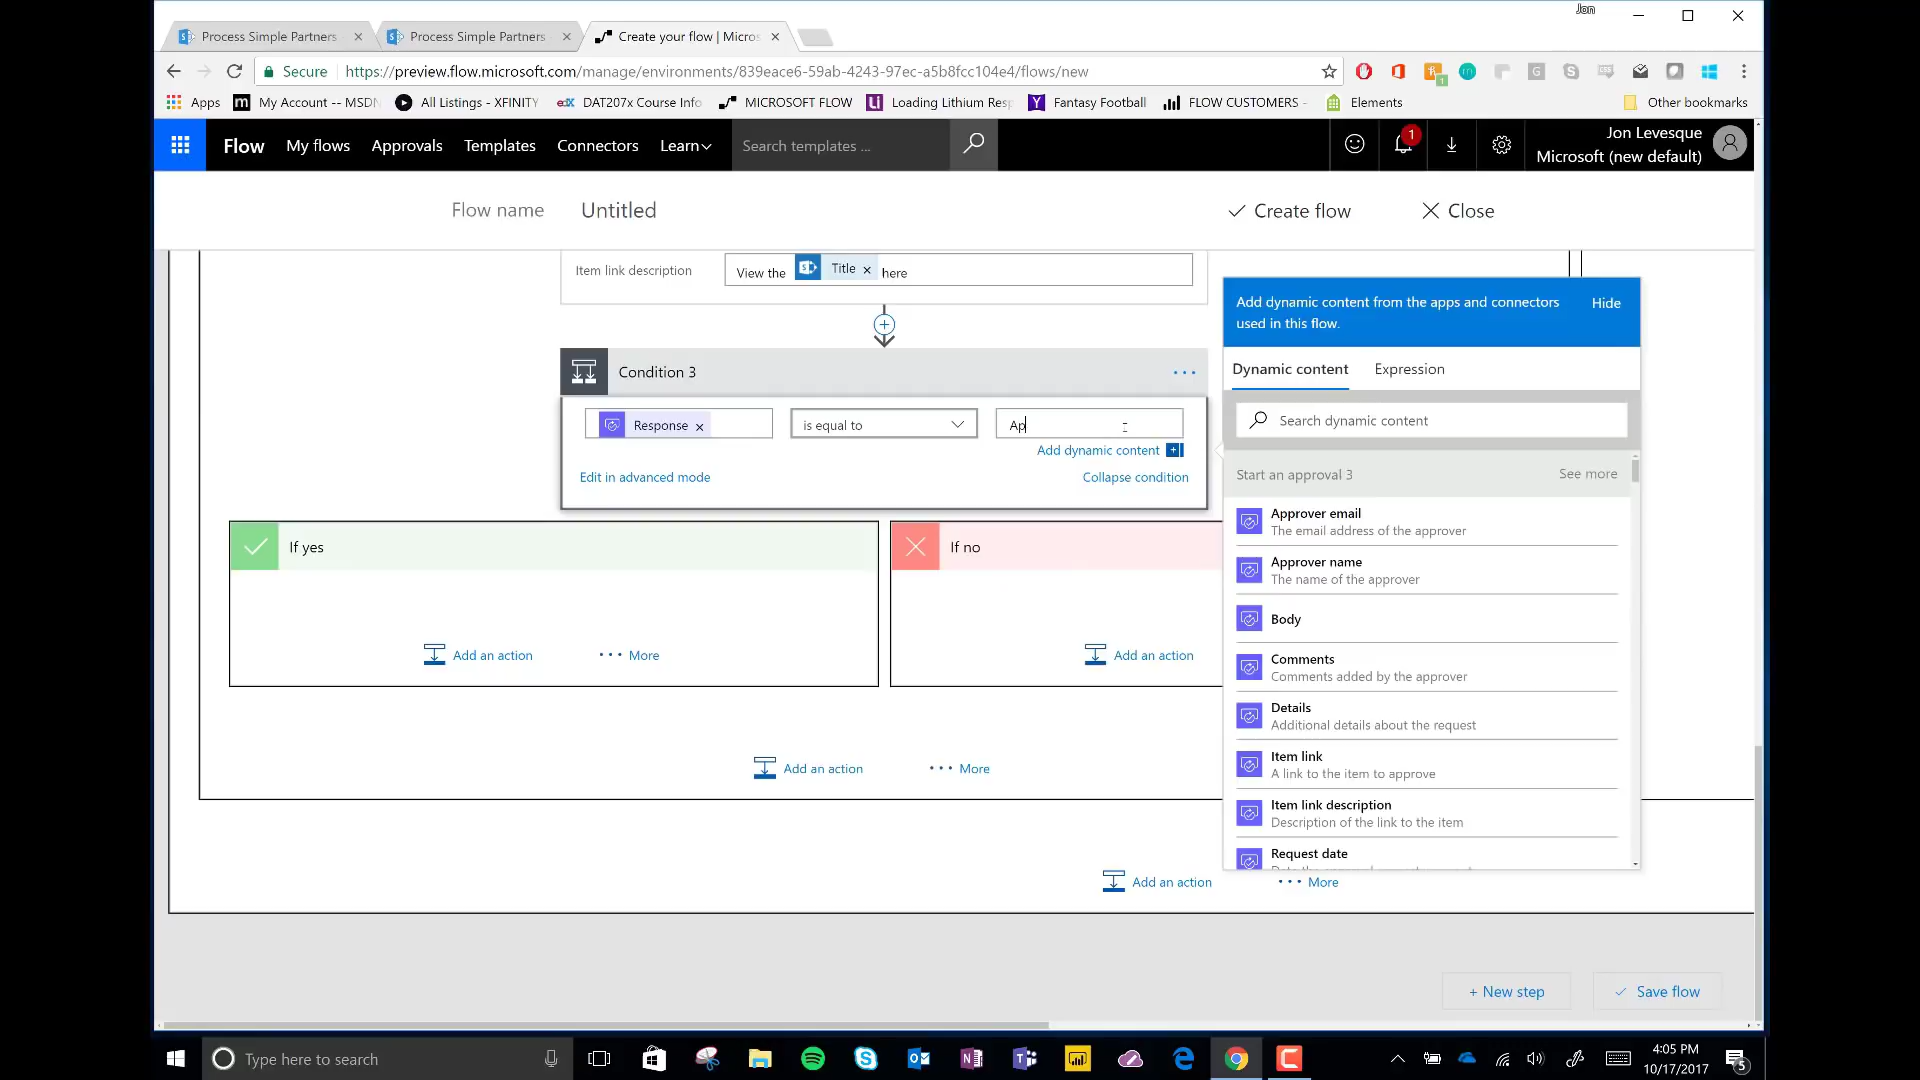 Jon
Process Simple Partners
Process Simple Partners
Create your flow | Micros
Secure
https://preview.flow.microsoft.com/manage/environments/839eace6-59ab-4243-97ec-a5b8fcc104e4/flows/new
Apps
My Account -- MSDN
All Listings - XFINITY
DAT207x Course Info
MICROSOFT FLOW
Loading Lithium Resp
Fantasy Football
FLOW CUSTOMERS -
Elements
Other bookmarks
Flow
My flows
Approvals
Templates
Connectors
Learn
Search templates ...
1
Jon Levesque
Microsoft (new default)
Flow name
Untitled
Create flow
Close
Item link description
View the Title × here
Add dynamic content from the apps and connectors
used in this flow.
Hide
Condition 3
Dynamic content
Expression
Response ×
is equal to
Ap
Search dynamic content
Add dynamic content
Edit in advanced mode
Collapse condition
Start an approval 3
See more
Approver email
The email address of the approver
Approver name
The name of the approver
Body
Comments
Comments added by the approver
Details
Additional details about the request
Item link
A link to the item to approve
Item link description
Description of the link to the item
Request date
If yes
If no
Add an action
More
Add an action
Add an action
More
Add an action
More
+ New step
Save flow
Type here to search
4:05 PM
10/17/2017
5